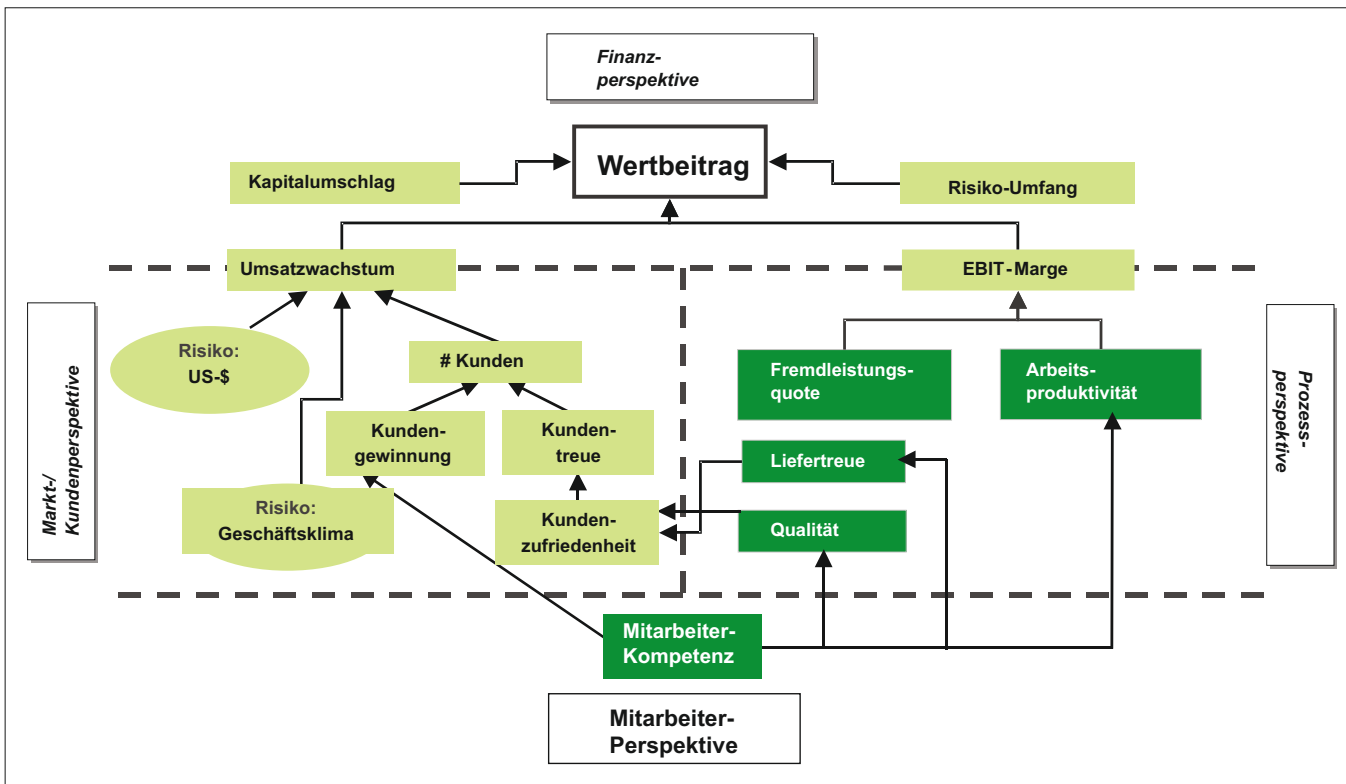 Finanz-
perspektive
Wertbeitrag
Kapitalumschlag
Risiko-Umfang
Umsatzwachstum
EBIT-Marge
Markt-/
Kundenperspektive
Risiko:
US-$
# Kunden
Fremdleistungs-
quote
Arbeits-
produktivität
Prozess-
perspektive
Kunden-
gewinnung
Kunden-
treue
Liefertreue
Risiko:
Geschäftsklima
Kunden-
zufriedenheit
Qualität
Mitarbeiter-
Kompetenz
Mitarbeiter-
Perspektive